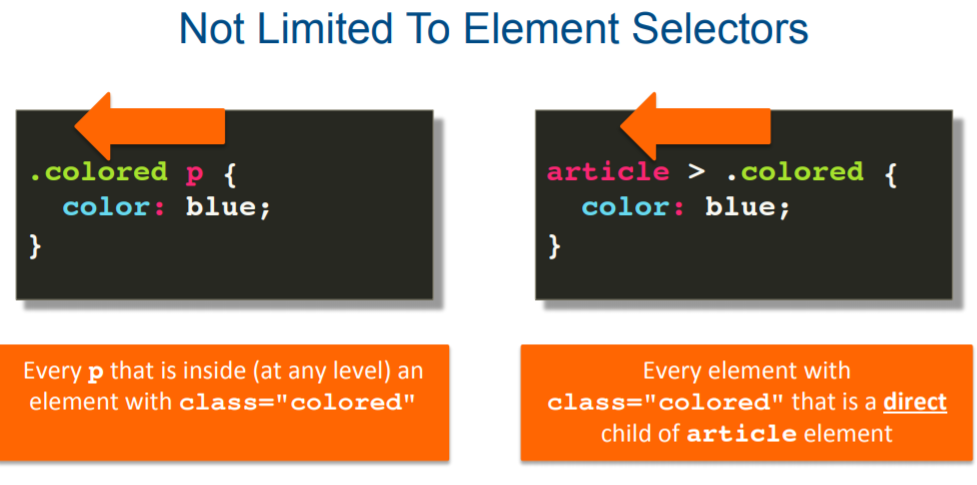 Not Limited To Element Selectors
.colored p {
color: blue;
}
Every p that is inside (at any level) an
element with class="colored"
article > .colored {
color: blue;
}
Every element with
class="colored" that is a direct
child of article element